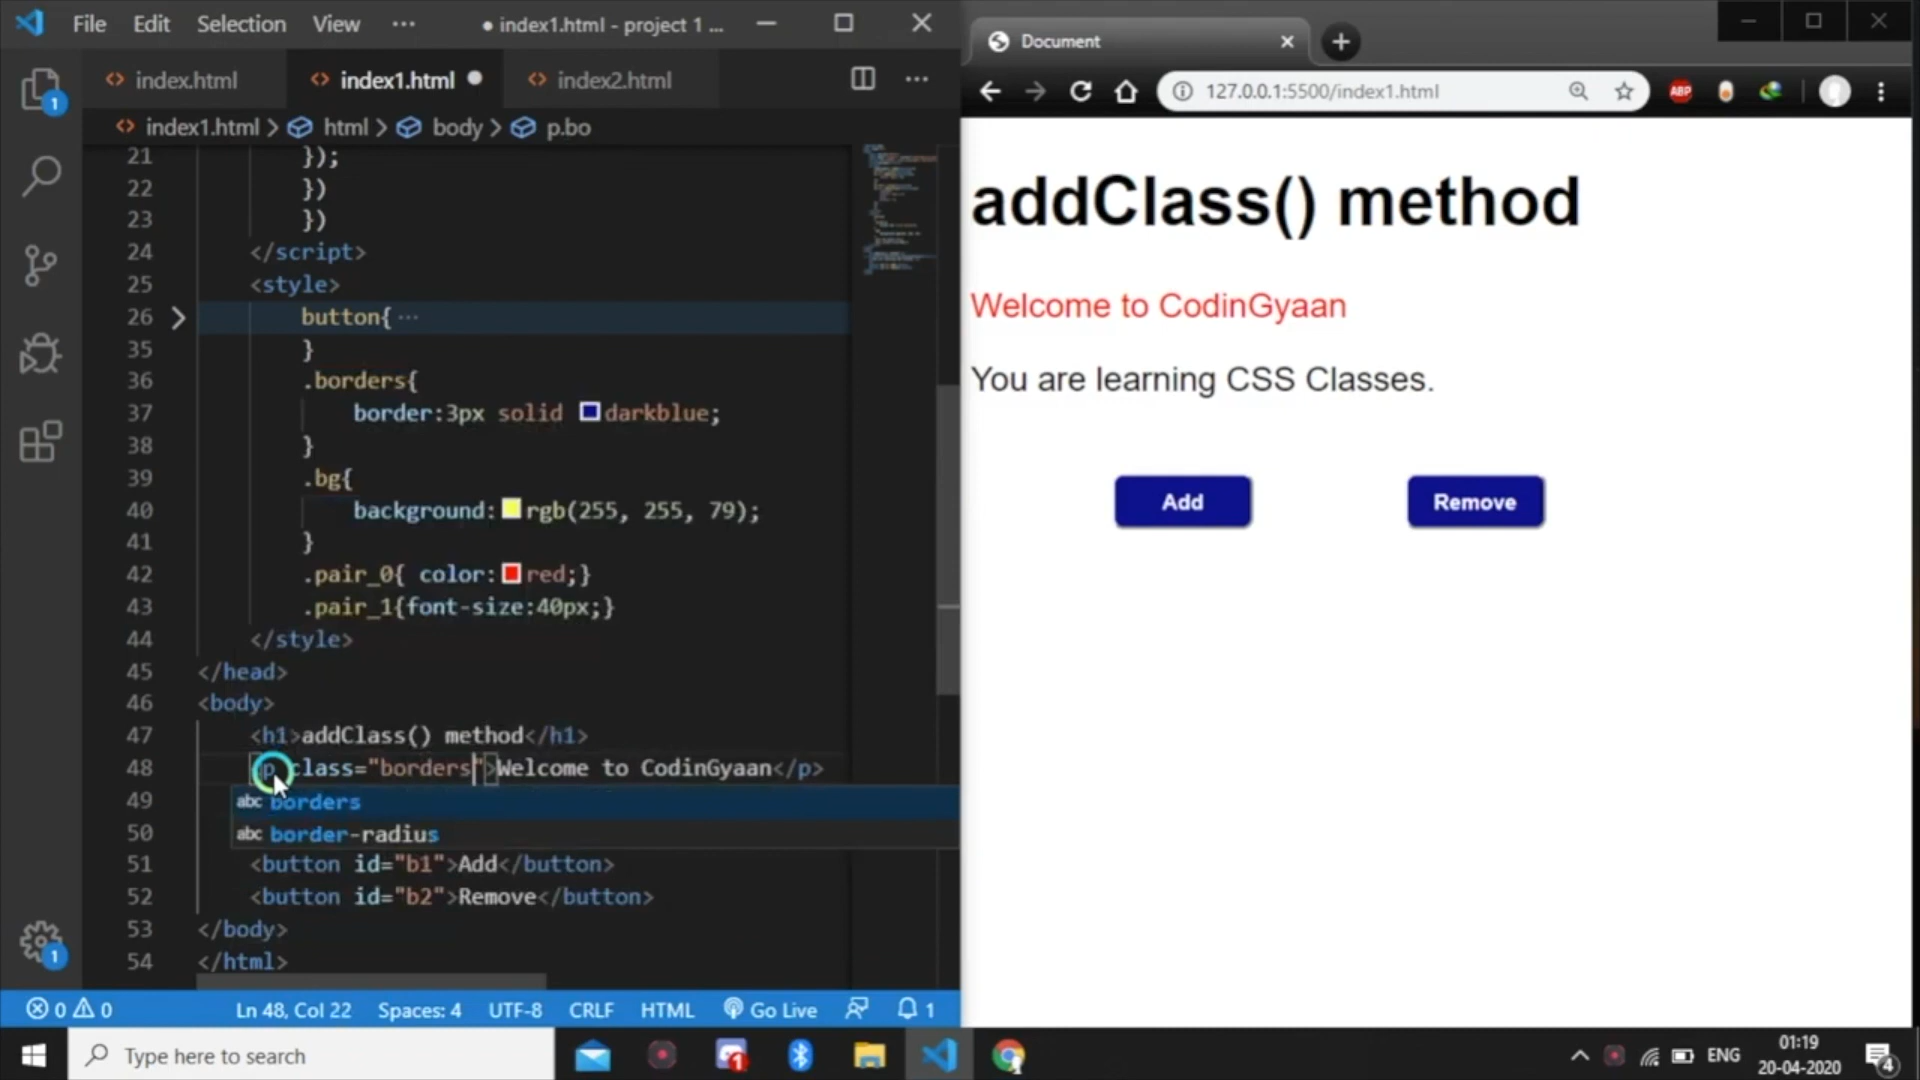 File Edit Selection View ··· ● index1.html - project 1 ...
index.html index1.html ● index2.html ···
index1.html > html > body > p.bo
21 });
22 })
23 })
24 </script>
25 <style>
26 button{ ···
35 }
36 .borders{
37 border:3px solid darkblue;
38 }
39 .bg{
40 background: rgb(255, 255, 79);
41 }
42 .pair_0{ color: red;}
43 .pair_1{font-size:40px;}
44 </style>
45 </head>
46 <body>
47 <h1>addClass() method</h1>
48 <p class="borders">Welcome to CodinGyaan</p>
49 abc borders
50 abc border-radius
51 <button id="b1">Add</button>
52 <button id="b2">Remove</button>
53 </body>
54 </html>
1
1
0 0 Ln 48, Col 22 Spaces: 4 UTF-8 CRLF HTML Go Live 1
Document
127.0.0.1:5500/index1.html ABP
addClass() method
Welcome to CodinGyaan
You are learning CSS Classes.
Add Remove
Type here to search 1 ENG 01:19
20-04-2020 4